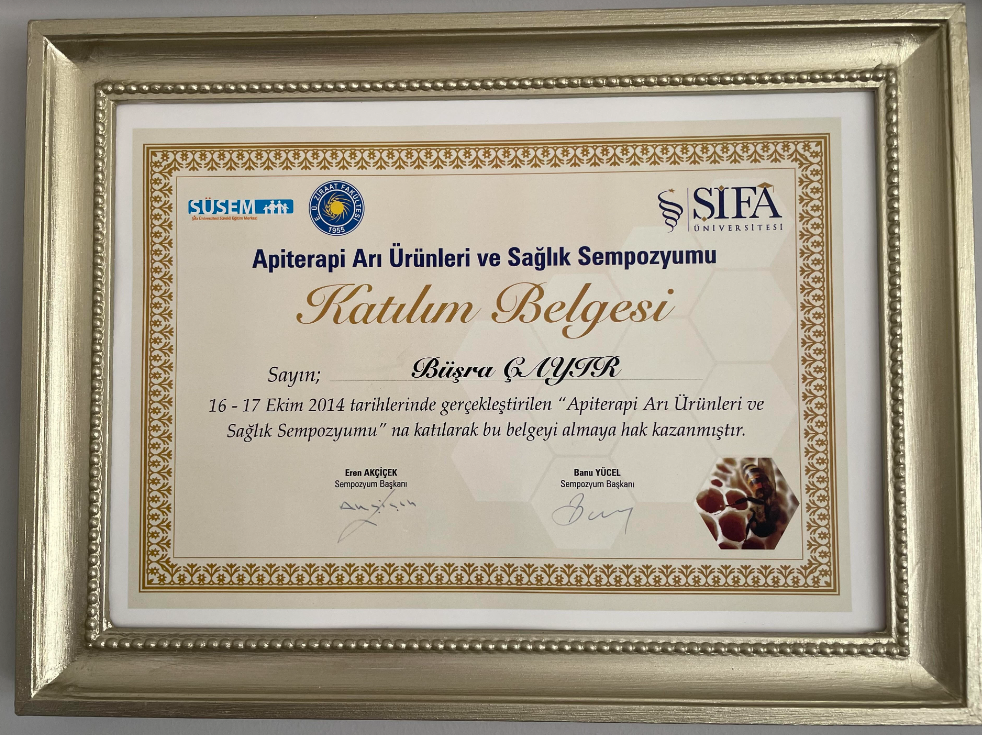 SÜSEM
E. Ü. ZİRAAT FAKÜLTESİ
1955
ŞİFA
ÜNİVERSİTESİ
Apiterapi Arı Ürünleri ve Sağlık Sempozyumu
Katılım Belgesi
Sayın; Büşra ÇAYIR
16 - 17 Ekim 2014 tarihlerinde gerçekleştirilen “Apiterapi Arı Ürünleri ve
Sağlık Sempozyumu” na katılarak bu belgeyi almaya hak kazanmıştır.
Eren AKÇİÇEK
Sempozyum Başkanı
Banu YÜCEL
Sempozyum Başkanı